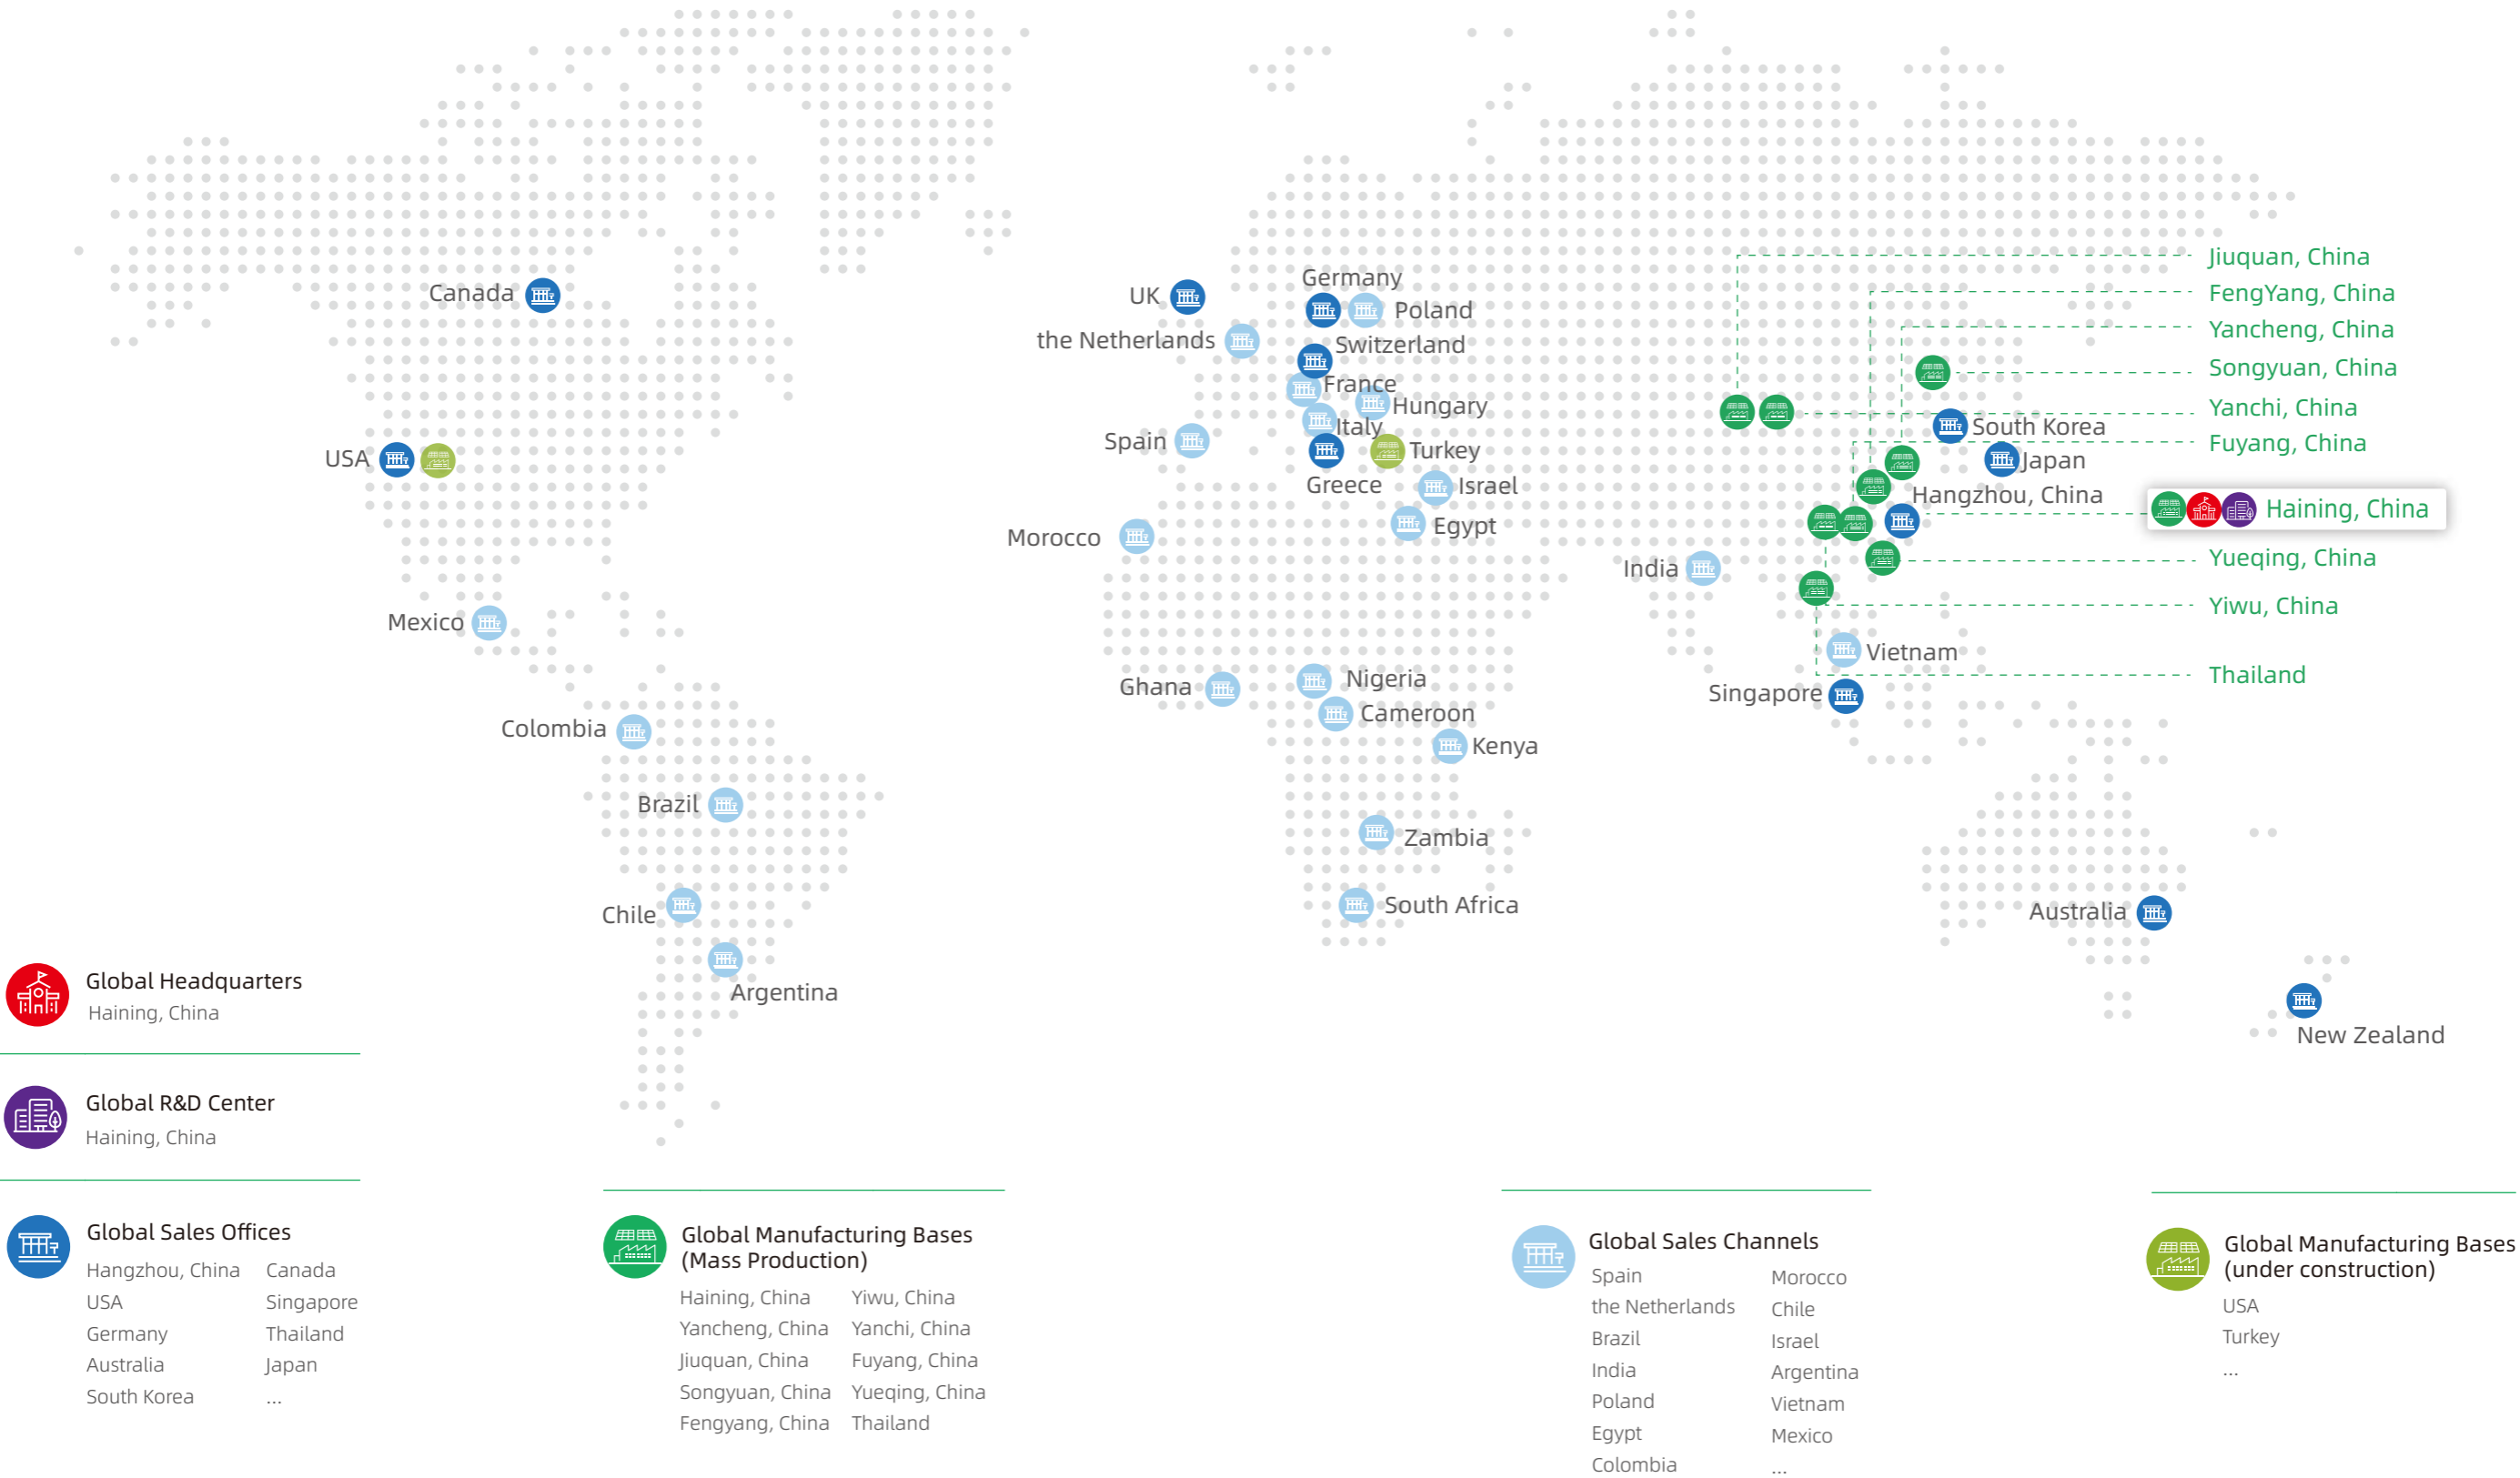 Canada
UK
Germany
Poland
the Netherlands
Switzerland
France
Hungary
Italy
Spain
USA
Turkey
Greece
Israel
Egypt
Morocco
Mexico
Ghana
Nigeria
Cameroon
Kenya
Colombia
Brazil
Zambia
Chile
South Africa
Argentina
India
Vietnam
Singapore
South Korea
Japan
Hangzhou, China
Australia
New Zealand
Jiuquan, China
FengYang, China
Yancheng, China
Songyuan, China
Yanchi, China
Fuyang, China
Haining, China
Yueqing, China
Yiwu, China
Thailand
Global Headquarters
Haining, China
Global R&D Center
Haining, China
Global Sales Offices
Hangzhou, China
USA
Germany
Australia
South Korea
Canada
Singapore
Thailand
Japan
...
Global Manufacturing Bases
(Mass Production)
Haining, China
Yancheng, China
Jiuquan, China
Songyuan, China
Fengyang, China
Yiwu, China
Yanchi, China
Fuyang, China
Yueqing, China
Thailand
Global Sales Channels
Spain
the Netherlands
Brazil
India
Poland
Egypt
Colombia
Morocco
Chile
Israel
Argentina
Vietnam
Mexico
...
Global Manufacturing Bases
(under construction)
USA
Turkey
...